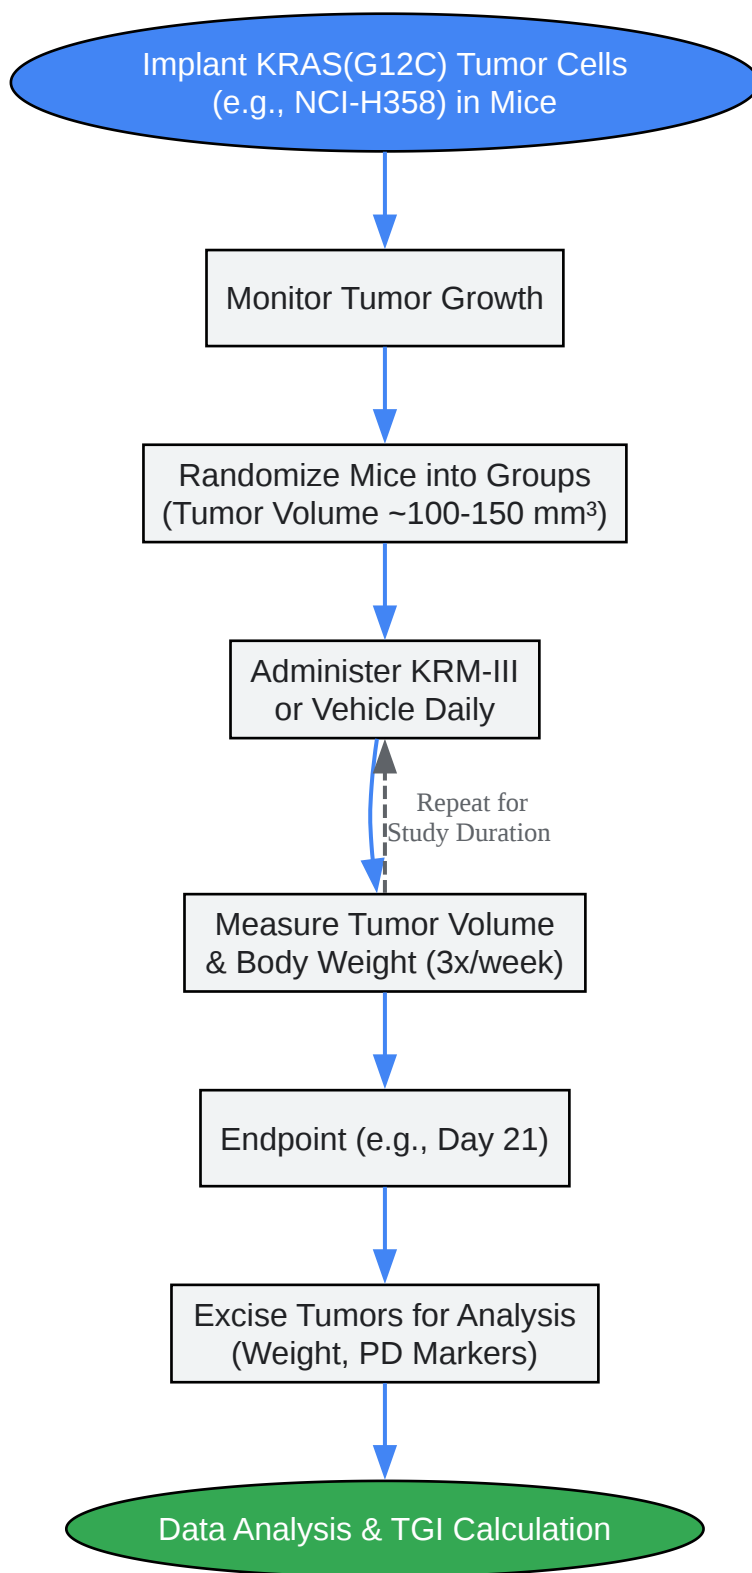 Implant KRAS(G12C) Tumor Cells
(e.g., NCI-H358) in Mice
Monitor Tumor Growth
Randomize Mice into Groups
(Tumor Volume ~100-150 mm³)
Administer KRM-III
or Vehicle Daily
Repeat for
Study Duration
Measure Tumor Volume
& Body Weight (3x/week)
Endpoint (e.g., Day 21)
Excise Tumors for Analysis
(Weight, PD Markers)
Data Analysis & TGI Calculation